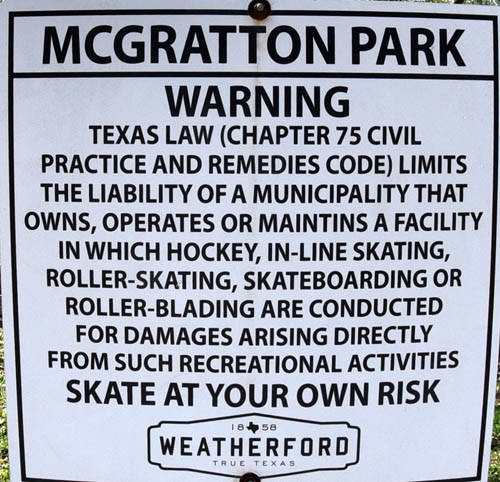 MCGRATTON PARK
WARNING
TEXAS LAW (CHAPTER 75 CIVIL
PRACTICE AND REMEDIES CODE) LIMITS
THE LIABILITY OF A MUNICIPALITY THAT
OWNS, OPERATES OR MAINTINS A FACILITY
IN WHICH HOCKEY, IN-LINE SKATING,
ROLLER-SKATING, SKATEBOARDING OR
ROLLER-BLADING ARE CONDUCTED
FOR DAMAGES ARISING DIRECTLY
FROM SUCH RECREATIONAL ACTIVITIES
SKATE AT YOUR OWN RISK
18 58
WEATHERFORD
TRUE TEXAS